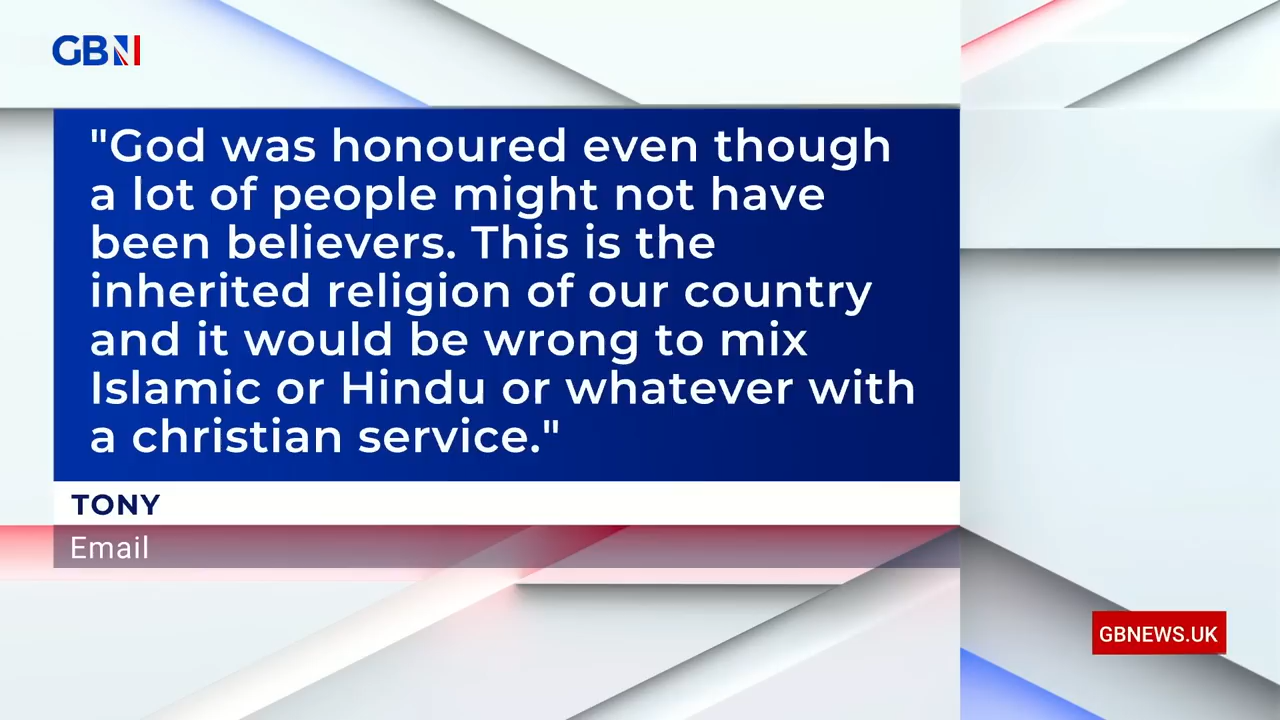 GBN
"God was honoured even though
a lot of people might not have
been believers. This is the
inherited religion of our country
and it would be wrong to mix
Islamic or Hindu or whatever with
a christian service."
TONY
Email
GBNEWS.UK